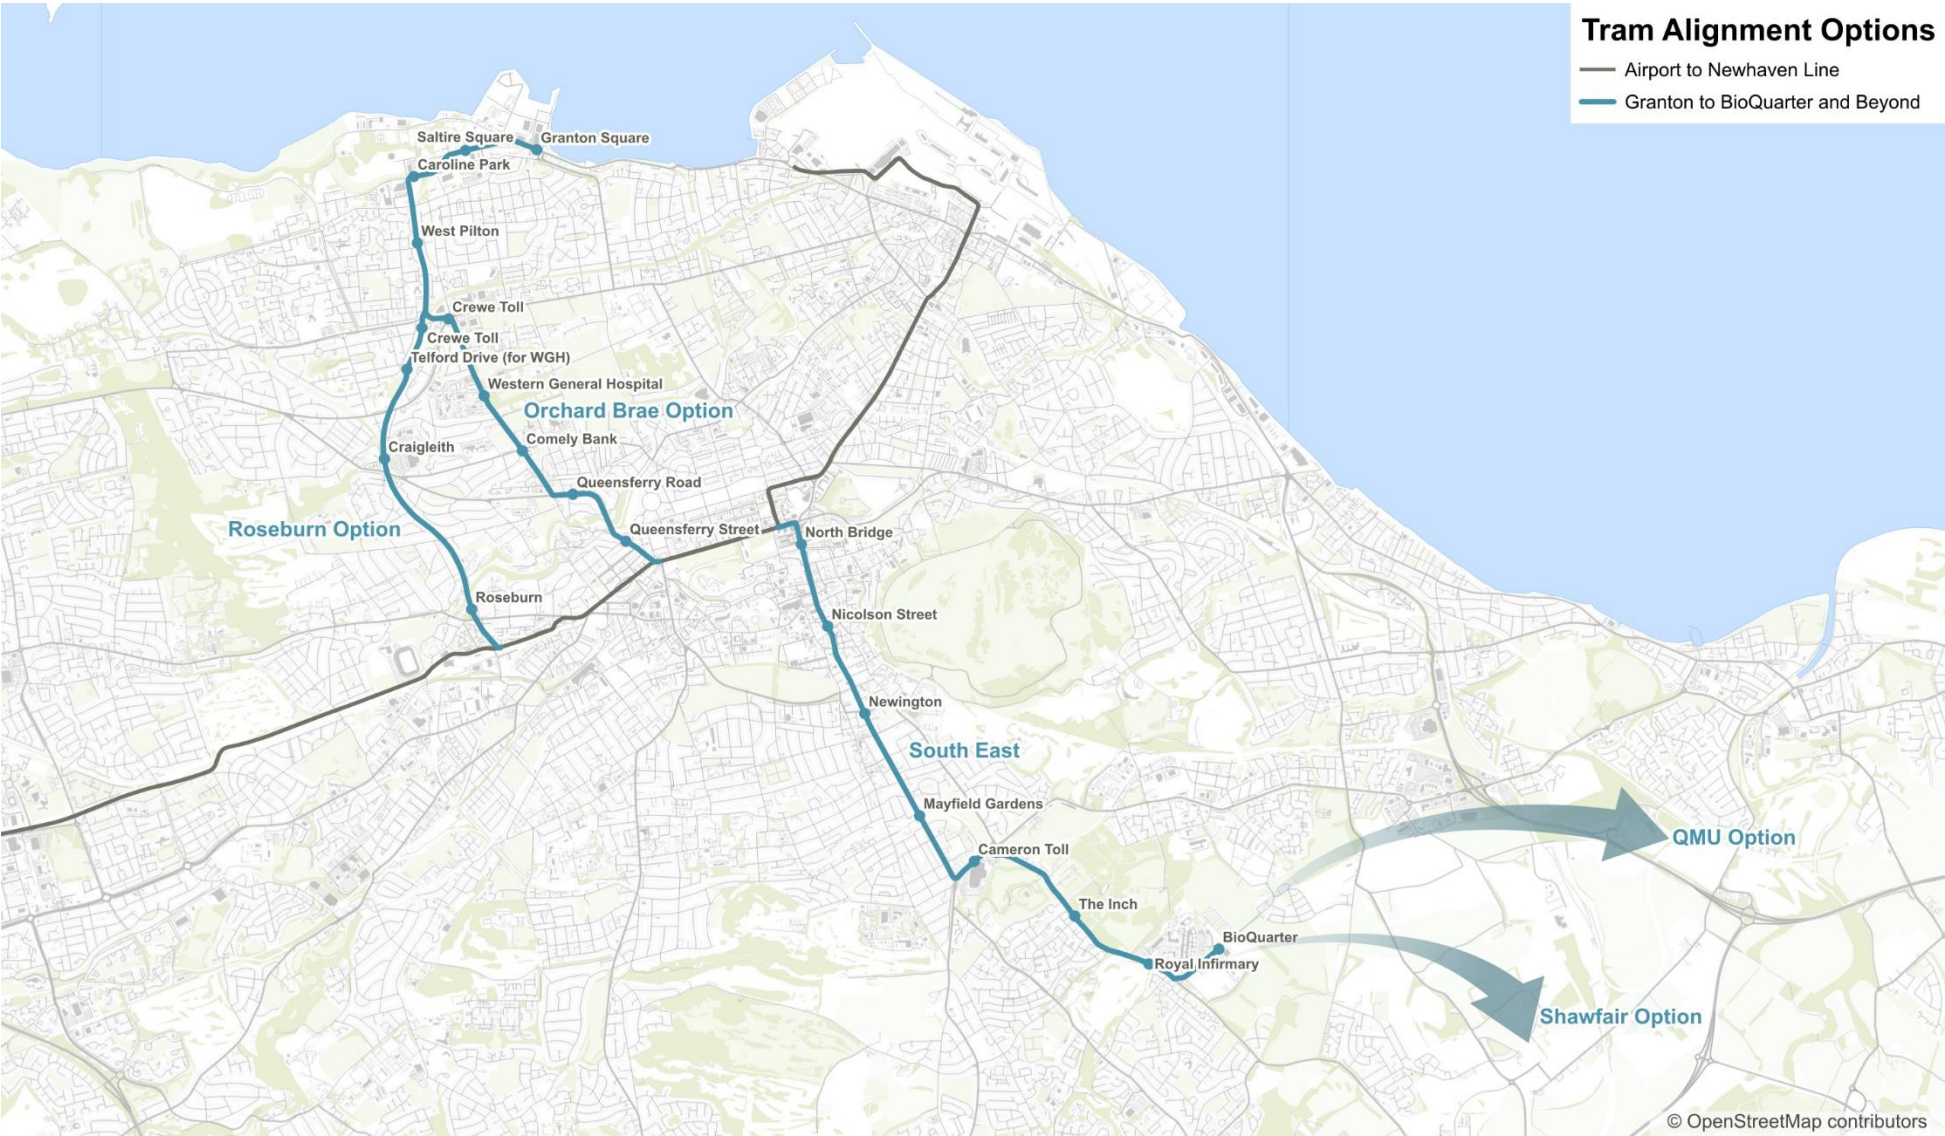 Tram Alignment Options
Airport to Newhaven Line
Granton to BioQuarter and Beyond
Saltire Square
Granton Square
Caroline Park
West Pilton
Crewe Toll
Crewe Toll
Telford Drive (for WGH)
Western General Hospital
Orchard Brae Option
Comely Bank
Craigleith
Queensferry Road
Roseburn Option
Queensferry Street
North Bridge
Roseburn
Nicolson Street
Newington
South East
Mayfield Gardens
Cameron Toll
QMU Option
The Inch
BioQuarter
Royal Infirmary
Shawfair Option
© OpenStreetMap contributors